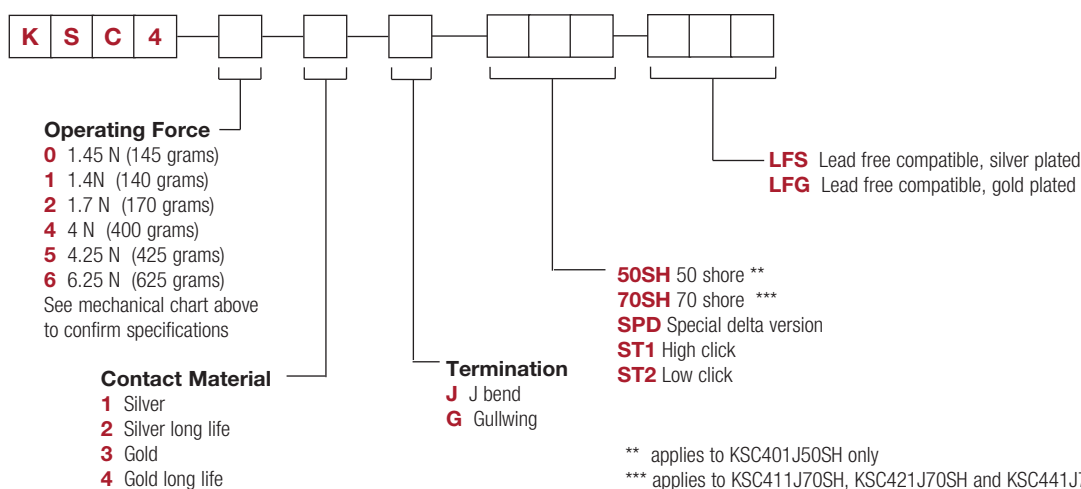 K S C 4
Operating Force
0 1.45 N (145 grams)
1 1.4N (140 grams)
2 1.7 N (170 grams)
4 4 N (400 grams)
5 4.25 N (425 grams)
6 6.25 N (625 grams)
See mechanical chart above
to confirm specifications
Contact Material
1 Silver
2 Silver long life
3 Gold
4 Gold long life
Termination
J J bend
G Gullwing
50SH 50 shore **
70SH 70 shore ***
SPD Special delta version
ST1 High click
ST2 Low click
LFS Lead free compatible, silver plated
LFG Lead free compatible, gold plated
** applies to KSC401J50SH only
*** applies to KSC411J70SH, KSC421J70SH and